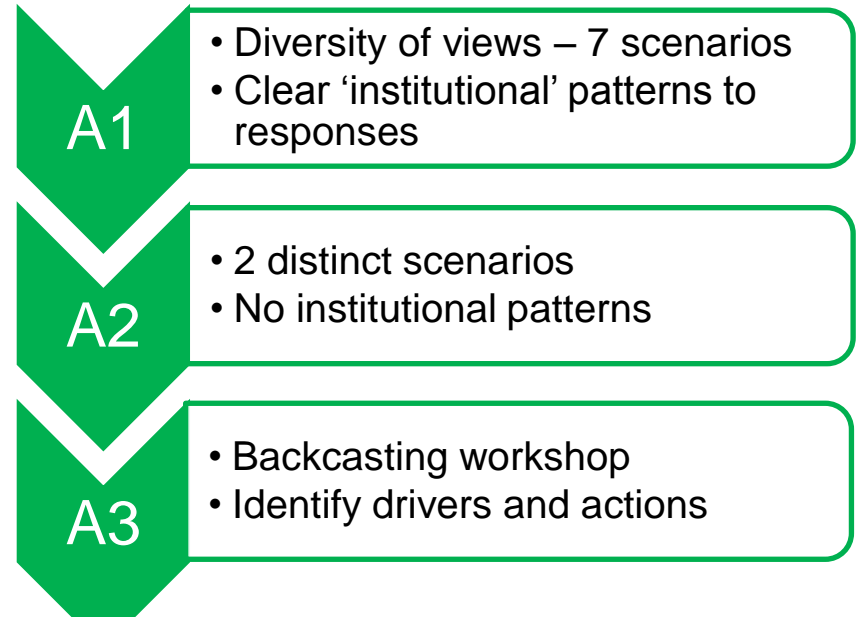 A1
• Diversity of views – 7 scenarios
• Clear ‘institutional’ patterns to
responses
A2
• 2 distinct scenarios
• No institutional patterns
A3
• Backcasting workshop
• Identify drivers and actions